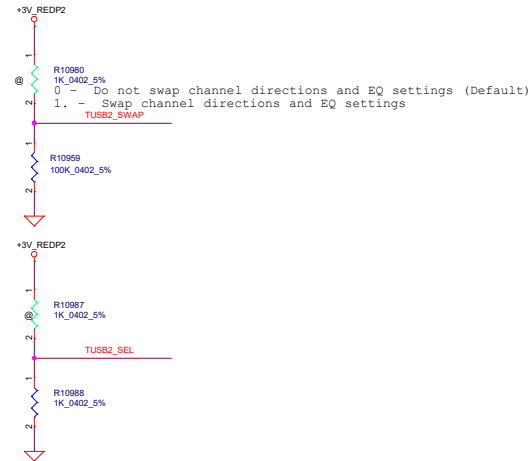 +3V_REDP2
1
R10980
@
1K_0402_5%
0 -  Do not swap channel directions and EQ settings (Default)
2
1. -  Swap channel directions and EQ settings
TUSB2_SWAP
1
R10959
100K_0402_5%
2
+3V_REDP2
1
R10987
@
1K_0402_5%
2
TUSB2_SEL
1
R10988
1K_0402_5%
2